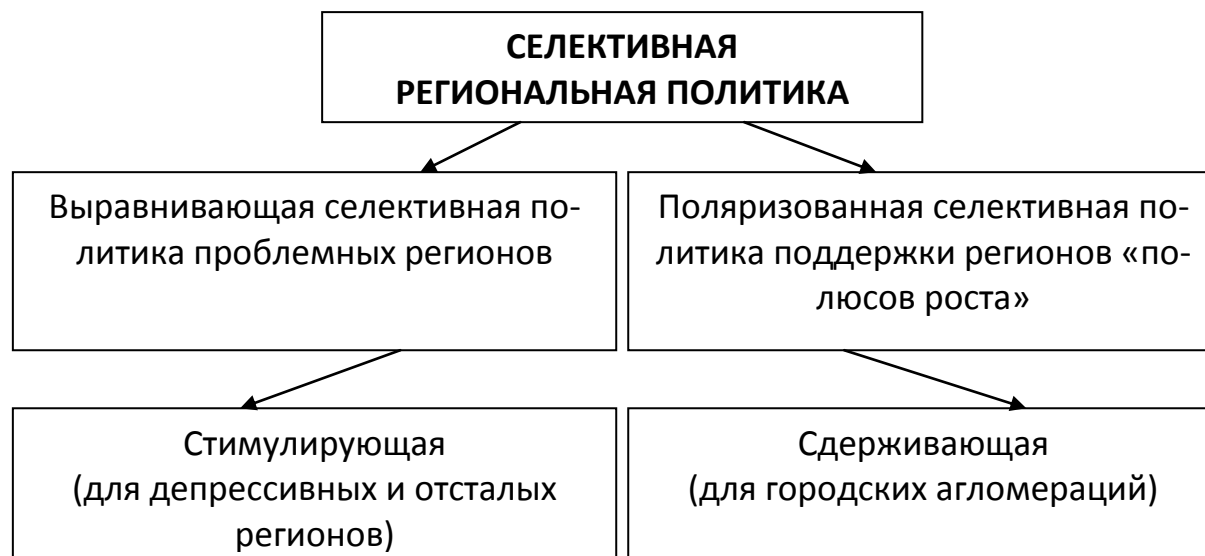 СЕЛЕКТИВНАЯ
РЕГИОНАЛЬНАЯ ПОЛИТИКА
Выравнивающая селективная по-
литика проблемных регионов
Поляризованная селективная по-
литика поддержки регионов «по-
люсов роста»
Стимулирующая
(для депрессивных и отсталых
регионов)
Сдерживающая
(для городских агломераций)